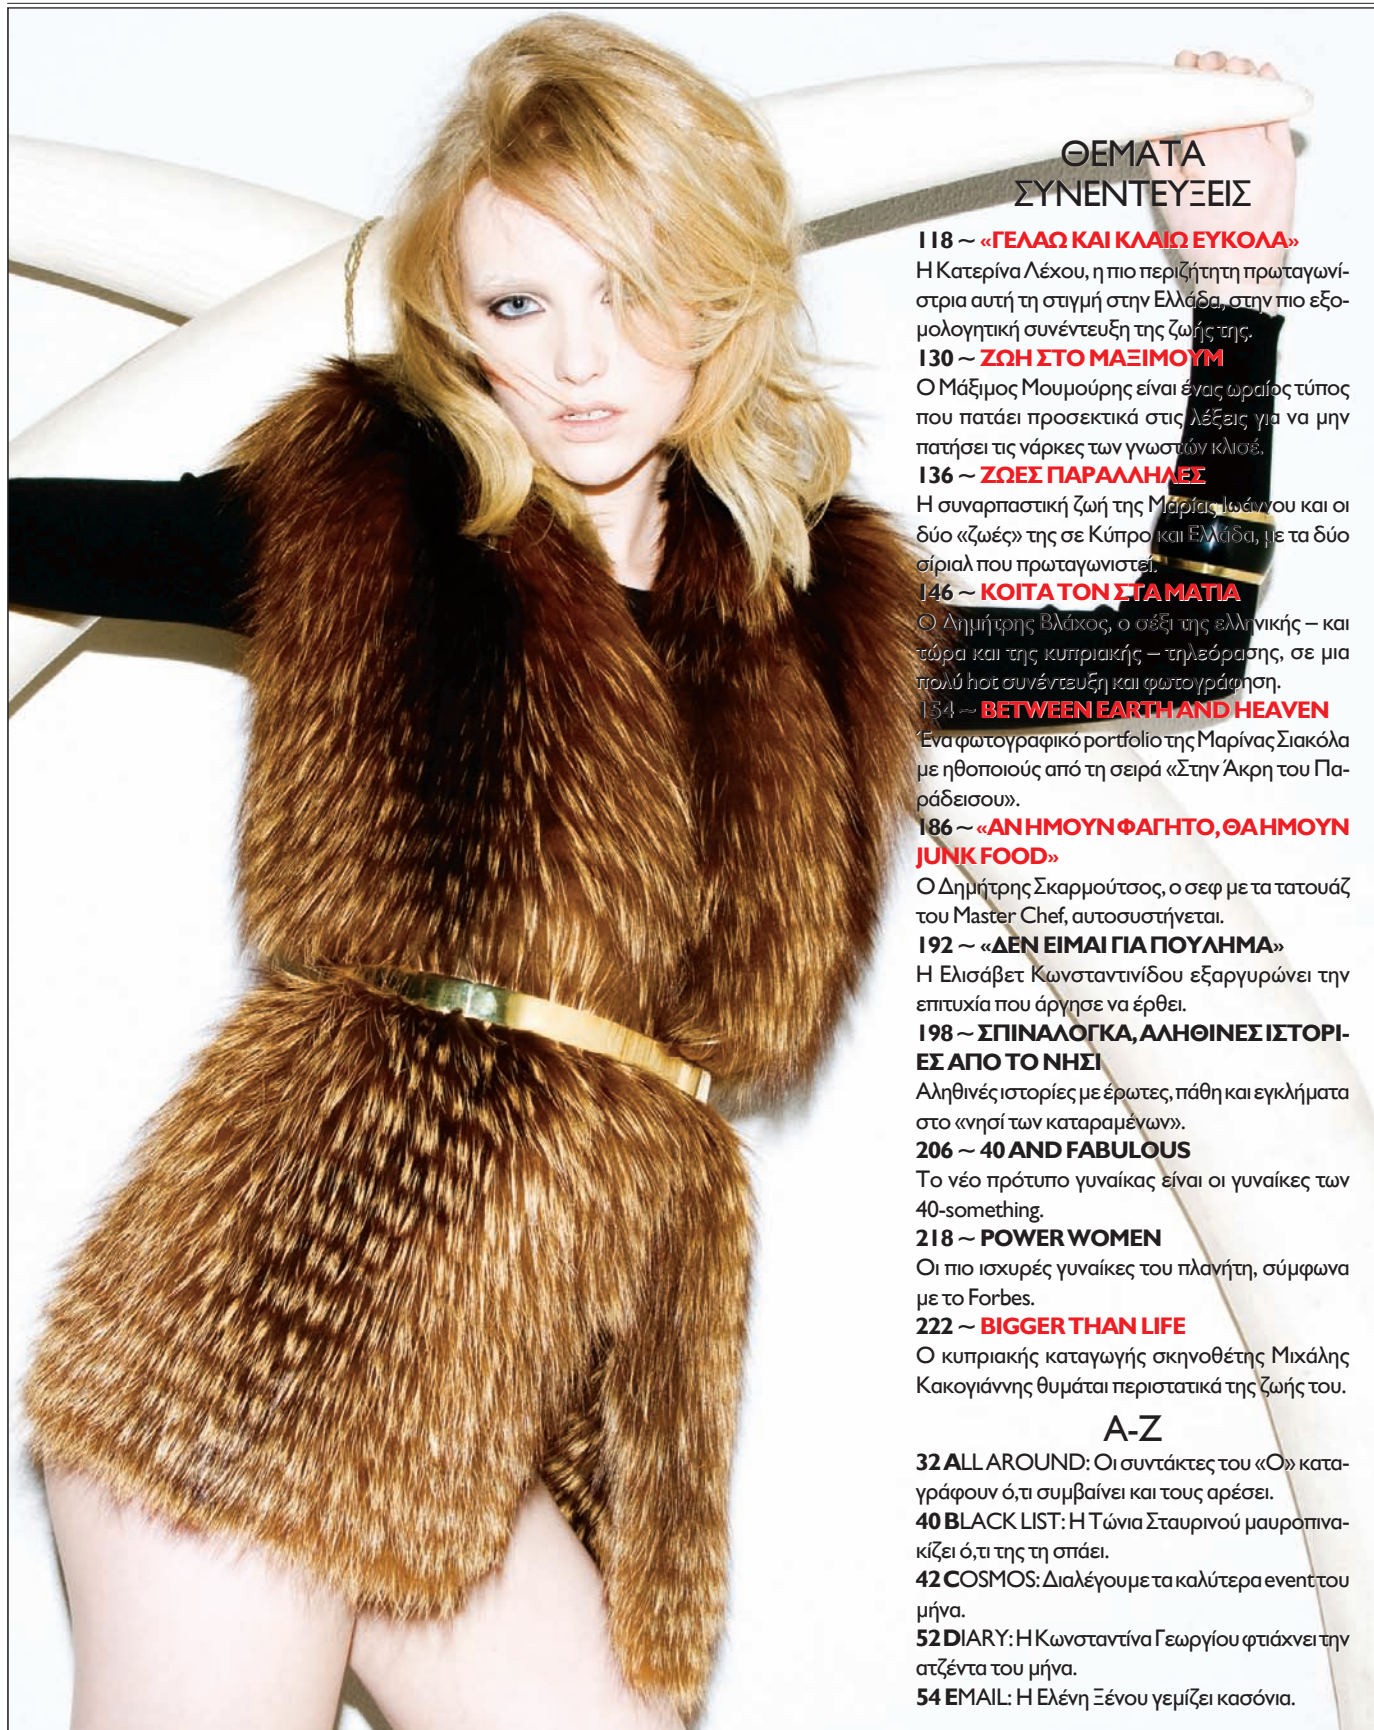 ΘΕΜΑΤΑ
ΣΥΝΕΝΤΕΥΞΕΙΣ
118 ~ «ΓΕΛΑΩ ΚΑΙ ΚΛΑΙΩ ΕΥΚΟΛΑ»
Η Κατερίνα Λέχου, η πιο περιζήτητη πρωταγωνί-
στρια αυτή τη στιγμή στην Ελλάδα, στην πιο εξο-
μολογητική συνέντευξη της ζωής της.
130 ~ ΖΩΗ ΣΤΟ ΜΑΞΙΜΟΥΜ
Ο Μάξιμος Μουμούρης είναι ένας ωραίος τύπος
που πατάει προσεκτικά στις λέξεις για να μην
πατήσει τις νάρκες των γνωστών κλισέ.
136 ~ ΖΩΕΣ ΠΑΡΑΛΛΗΛΕΣ
Η συναρπαστική ζωή της Μαρίας Ιωάννου και οι
δύο «ζωές» της σε Κύπρο και Ελλάδα, με τα δύο
σίριαλ που πρωταγωνιστεί.
146 ~ ΚΟΙΤΑ ΤΟΝ ΣΤΑ ΜΑΤΙΑ
Ο Δημήτρης Βλάχος, ο σέξι της ελληνικής – και
τώρα και της κυπριακής – τηλεόρασης, σε μια
πολύ hot συνέντευξη και φωτογράφηση.
154 ~ BETWEEN EARTH AND HEAVEN
Ένα φωτογραφικό portfolio της Μαρίνας Σιακόλα
με ηθοποιούς από τη σειρά «Στην Άκρη του Πα-
ράδεισου».
186 ~ «ΑΝ ΗΜΟΥΝ ΦΑΓΗΤΟ, ΘΑ ΗΜΟΥΝ
JUNK FOOD»
Ο Δημήτρης Σκαρμούτσος, ο σεφ με τα τατουάζ
του Master Chef, αυτοσυστήνεται.
192 ~ «ΔΕΝ ΕΙΜΑΙ ΓΙΑ ΠΟΥΛΗΜΑ»
Η Ελισάβετ Κωνσταντινίδου εξαργυρώνει την
επιτυχία που άργησε να έρθει.
198 ~ ΣΠΙΝΑΛΟΓΚΑ, ΑΛΗΘΙΝΕΣ ΙΣΤΟΡΙ-
ΕΣ ΑΠΟ ΤΟ ΝΗΣΙ
Αληθινές ιστορίες με έρωτες, πάθη και εγκλήματα
στο «νησί των καταραμένων».
206 ~ 40 AND FABULOUS
Το νέο πρότυπο γυναίκας είναι οι γυναίκες των
40-something.
218 ~ POWER WOMEN
Οι πιο ισχυρές γυναίκες του πλανήτη, σύμφωνα
με το Forbes.
222 ~ BIGGER THAN LIFE
Ο κυπριακής καταγωγής σκηνοθέτης Μιχάλης
Κακογιάννης θυμάται περιστατικά της ζωής του.
A-Z
32 ALL AROUND: Οι συντάκτες του «Ο» κατα-
γράφουν ό,τι συμβαίνει και τους αρέσει.
40 BLACK LIST: Η Τώνια Σταυρινού μαυροπινα-
κίζει ό,τι της τη σπάει.
42 COSMOS: Διαλέγουμε τα καλύτερα event του
μήνα.
52 DIARY: Η Κωνσταντίνα Γεωργίου φτιάχνει την
ατζέντα του μήνα.
54 EMAIL: Η Ελένη Ξένου γεμίζει κασόνια.